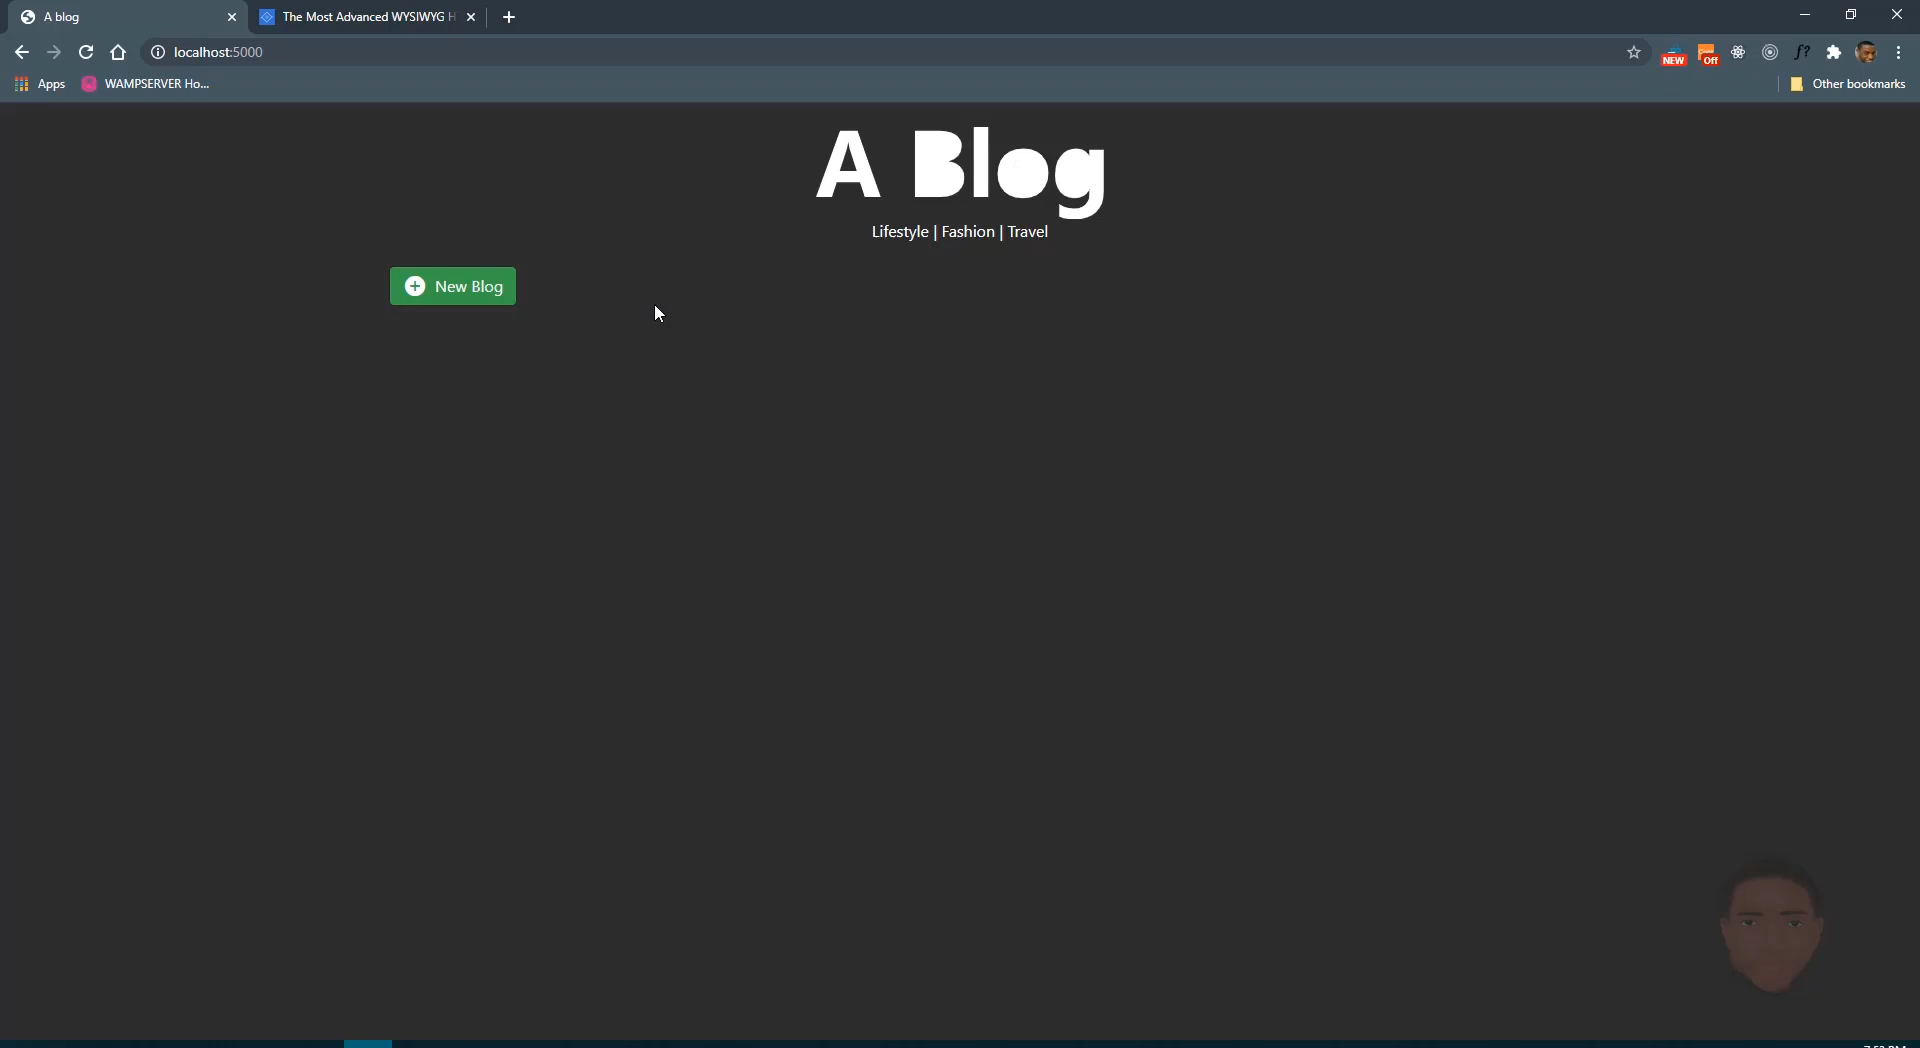 A blog
The Most Advanced WYSIWYG H
localhost:5000
NEW
Off
f?
Apps
WAMPSERVER Ho...
Other bookmarks
A Blog
Lifestyle | Fashion | Travel
New Blog